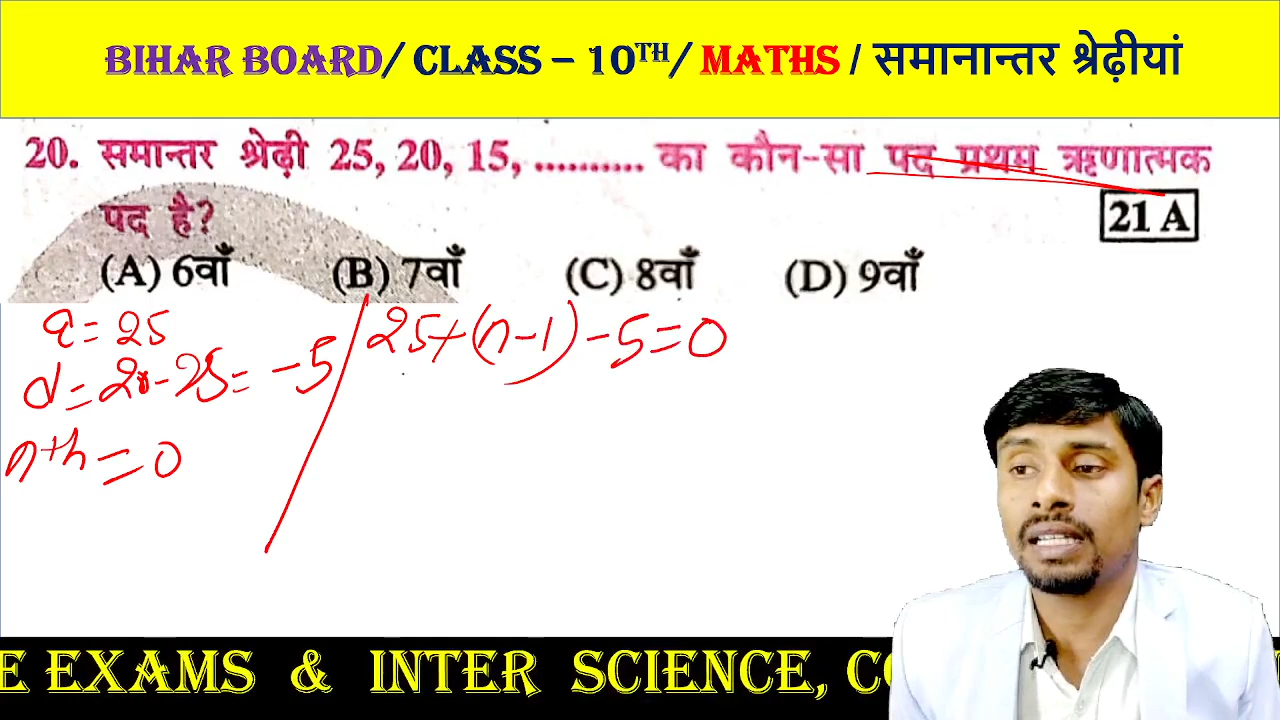 BIHAR BOARD/ CLASS – 10TH/ MATHS / समानान्तर श्रेढ़ीयां
20. समान्तर श्रेढ़ी 25, 20, 15, .......... का कौन-सा पद प्रथम ऋणात्मक
पद है?
21 A
(A) 6वाँ (B) 7वाँ (C) 8वाँ (D) 9वाँ
a = 25
d = 20 - 25 = -5
nth = 0
25 + (n - 1) - 5 = 0
E EXAMS & INTER SCIENCE, CO